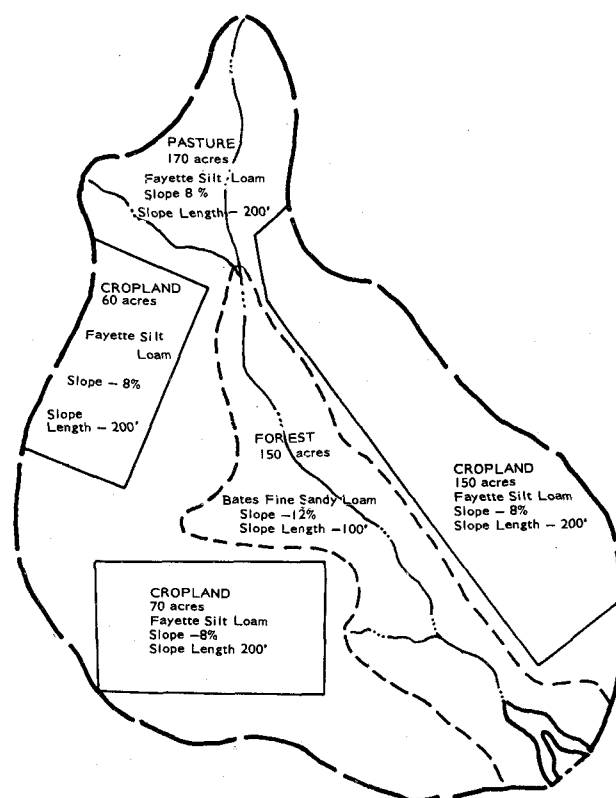 PASTURE
170 acres
Fayette Silt Loam
Slope 8 %
Slope Length - 200'
CROPLAND
60 acres
Fayette Silt
Loam
Slope - 8%
Slope
Length - 200'
FOREST
150 acres
Bates Fine Sandy Loam
Slope -12%
Slope Length -100'
CROPLAND
150 acres
Fayette Silt Loam
Slope - 8%
Slope Length - 200'
CROPLAND
70 acres
Fayette Silt Loam
Slope -8%
Slope Length 200'